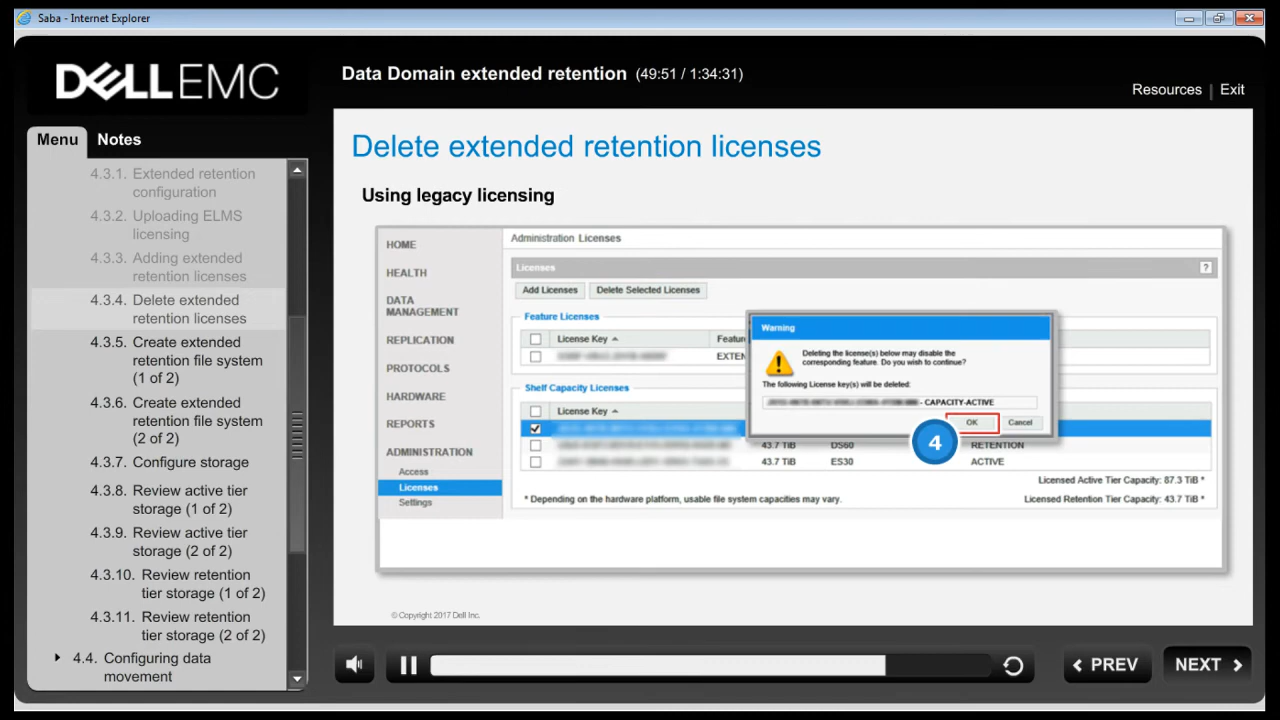 Saba - Internet Explorer
DELLEMC
Data Domain extended retention (49:51 / 1:34:31)
Resources | Exit
Menu
Notes
4.3.1. Extended retention
configuration
4.3.2. Uploading ELMS
licensing
4.3.3. Adding extended
retention licenses
4.3.4. Delete extended
retention licenses
4.3.5. Create extended
retention file system
(1 of 2)
4.3.6. Create extended
retention file system
(2 of 2)
4.3.7. Configure storage
4.3.8. Review active tier
storage (1 of 2)
4.3.9. Review active tier
storage (2 of 2)
4.3.10. Review retention
tier storage (1 of 2)
4.3.11. Review retention
tier storage (2 of 2)
4.4. Configuring data
movement
Delete extended retention licenses
Using legacy licensing
HOME
HEALTH
DATA
MANAGEMENT
REPLICATION
PROTOCOLS
HARDWARE
REPORTS
ADMINISTRATION
Access
Licenses
Settings
Administration Licenses
Licenses
?
Add Licenses
Delete Selected Licenses
Feature Licenses
License Key
Featur
EXTEN
Shelf Capacity Licenses
License Key
43.7 TiB DS60 RETENTION
43.7 TiB ES30 ACTIVE
Licensed Active Tier Capacity: 87.3 TiB *
* Depending on the hardware platform, usable file system capacities may vary.
Licensed Retention Tier Capacity: 43.7 TiB *
Warning
Deleting the license(s) below may disable the
corresponding feature. Do you wish to continue?
The following License key(s) will be deleted:
- CAPACITY-ACTIVE
OK
Cancel
4
© Copyright 2017 Dell Inc.
PREV
NEXT